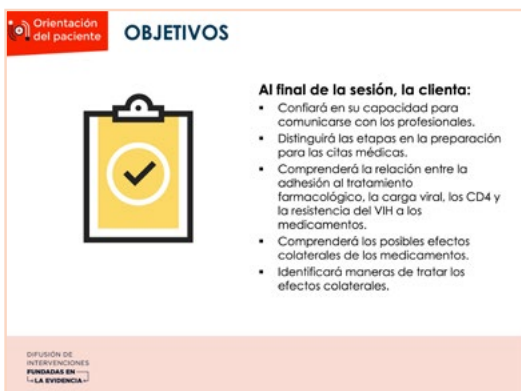 Orientación
del paciente
OBJETIVOS
Al final de la sesión, la clienta:
▪ Confiará en su capacidad para
comunicarse con los profesionales.
▪ Distinguirá las etapas en la preparación
para las citas médicas.
▪ Comprenderá la relación entre la
adhesión al tratamiento
farmacológico, la carga viral, los CD4 y
la resistencia del VIH a los
medicamentos.
▪ Comprenderá los posibles efectos
colaterales de los medicamentos.
▪ Identificará maneras de tratar los
efectos colaterales.
DIFUSIÓN DE
INTERVENCIONES
FUNDADAS EN
LA EVIDENCIA